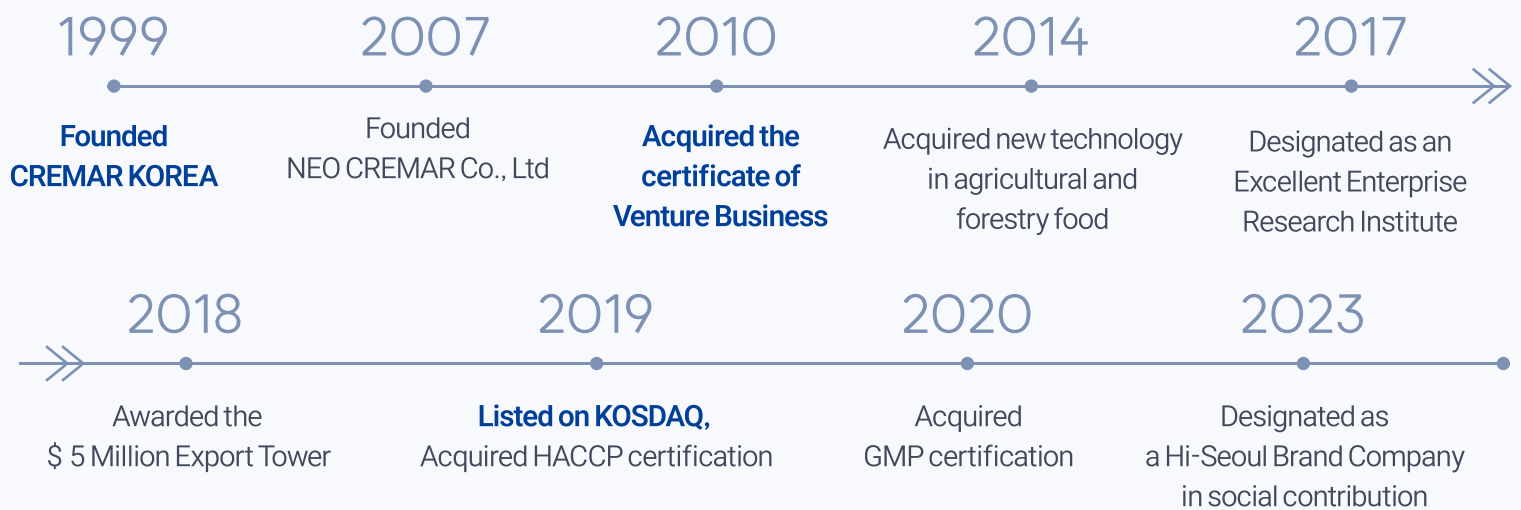 1999
Founded
CREMAR KOREA
2007
Founded
NEO CREMAR Co., Ltd
2010
Acquired the
certificate of
Venture Business
2014
Acquired new technology
in agricultural and
forestry food
2017
Designated as an
Excellent Enterprise
Research Institute
2018
Awarded the
$ 5 Million Export Tower
2019
Listed on KOSDAQ,
Acquired HACCP certification
2020
Acquired
GMP certification
2023
Designated as
a Hi-Seoul Brand Company
in social contribution